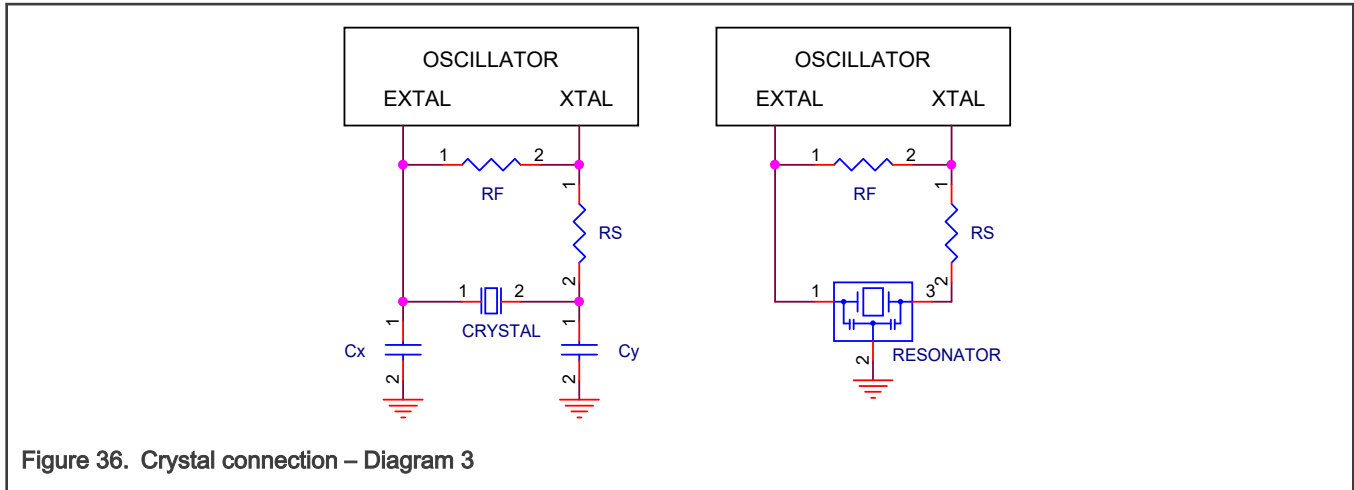 OSCILLATOR
EXTAL XTAL
1 2
RF
1
RS
2
1 2
CRYSTAL
1
Cx
2
1
Cy
2
OSCILLATOR
EXTAL XTAL
1 2
RF
1
RS
2
1 3
RESONATOR
2
Figure 36. Crystal connection – Diagram 3